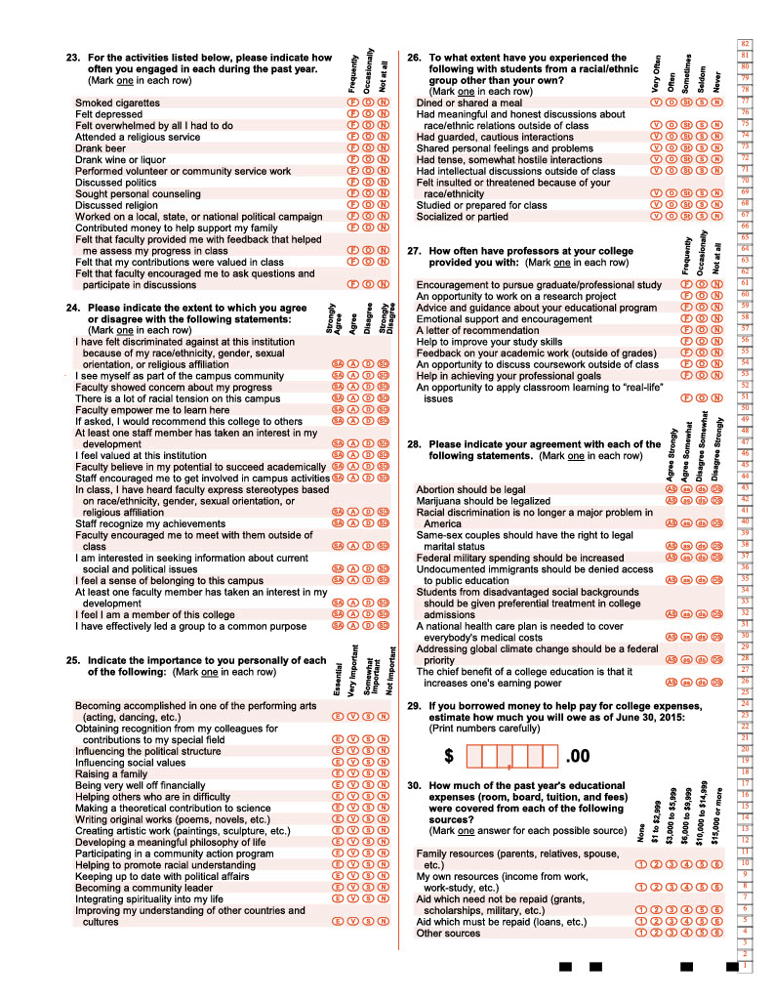 23. For the activities listed below, please indicate how
often you engaged in each during the past year.
(Mark one in each row)
Frequently
Occasionally
Not at all
Smoked cigarettes F O N
Felt depressed F O N
Felt overwhelmed by all I had to do F O N
Attended a religious service F O N
Drank beer F O N
Drank wine or liquor F O N
Performed volunteer or community service work F O N
Discussed politics F O N
Sought personal counseling F O N
Discussed religion F O N
Worked on a local, state, or national political campaign F O N
Contributed money to help support my family F O N
Felt that faculty provided me with feedback that helped
me assess my progress in class F O N
Felt that my contributions were valued in class F O N
Felt that faculty encouraged me to ask questions and
participate in discussions F O N
24. Please indicate the extent to which you agree
or disagree with the following statements:
(Mark one in each row)
Strongly Agree
Agree
Disagree
Strongly Disagree
I have felt discriminated against at this institution
because of my race/ethnicity, gender, sexual
orientation, or religious affiliation SA A D SD
I see myself as part of the campus community SA A D SD
Faculty showed concern about my progress SA A D SD
There is a lot of racial tension on this campus SA A D SD
Faculty empower me to learn here SA A D SD
If asked, I would recommend this college to others SA A D SD
At least one staff member has taken an interest in my
development SA A D SD
I feel valued at this institution SA A D SD
Faculty believe in my potential to succeed academically SA A D SD
Staff encouraged me to get involved in campus activities SA A D SD
In class, I have heard faculty express stereotypes based
on race/ethnicity, gender, sexual orientation, or
religious affiliation SA A D SD
Staff recognize my achievements SA A D SD
Faculty encouraged me to meet with them outside of
class SA A D SD
I am interested in seeking information about current
social and political issues SA A D SD
I feel a sense of belonging to this campus SA A D SD
At least one faculty member has taken an interest in my
development SA A D SD
I feel I am a member of this college SA A D SD
I have effectively led a group to a common purpose SA A D SD
25. Indicate the importance to you personally of each
of the following: (Mark one in each row)
Essential
Very Important
Somewhat Important
Not Important
Becoming accomplished in one of the performing arts
(acting, dancing, etc.) E V S N
Obtaining recognition from my colleagues for
contributions to my special field E V S N
Influencing the political structure E V S N
Influencing social values E V S N
Raising a family E V S N
Being very well off financially E V S N
Helping others who are in difficulty E V S N
Making a theoretical contribution to science E V S N
Writing original works (poems, novels, etc.) E V S N
Creating artistic work (paintings, sculpture, etc.) E V S N
Developing a meaningful philosophy of life E V S N
Participating in a community action program E V S N
Helping to promote racial understanding E V S N
Keeping up to date with political affairs E V S N
Becoming a community leader E V S N
Integrating spirituality into my life E V S N
Improving my understanding of other countries and
cultures E V S N
26. To what extent have you experienced the
following with students from a racial/ethnic
group other than your own?
(Mark one in each row)
Very Often
Often
Sometimes
Seldom
Never
Dined or shared a meal V O St S N
Had meaningful and honest discussions about
race/ethnic relations outside of class V O St S N
Had guarded, cautious interactions V O St S N
Shared personal feelings and problems V O St S N
Had tense, somewhat hostile interactions V O St S N
Had intellectual discussions outside of class V O St S N
Felt insulted or threatened because of your
race/ethnicity V O St S N
Studied or prepared for class V O St S N
Socialized or partied V O St S N
27. How often have professors at your college
provided you with: (Mark one in each row)
Frequently
Occasionally
Not at all
Encouragement to pursue graduate/professional study F O N
An opportunity to work on a research project F O N
Advice and guidance about your educational program F O N
Emotional support and encouragement F O N
A letter of recommendation F O N
Help to improve your study skills F O N
Feedback on your academic work (outside of grades) F O N
An opportunity to discuss coursework outside of class F O N
Help in achieving your professional goals F O N
An opportunity to apply classroom learning to “real-life”
issues F O N
28. Please indicate your agreement with each of the
following statements. (Mark one in each row)
Agree Strongly
Agree Somewhat
Disagree Somewhat
Disagree Strongly
Abortion should be legal AS as ds DS
Marijuana should be legalized AS as ds DS
Racial discrimination is no longer a major problem in
America AS as ds DS
Same-sex couples should have the right to legal
marital status AS as ds DS
Federal military spending should be increased AS as ds DS
Undocumented immigrants should be denied access
to public education AS as ds DS
Students from disadvantaged social backgrounds
should be given preferential treatment in college
admissions AS as ds DS
A national health care plan is needed to cover
everybody's medical costs AS as ds DS
Addressing global climate change should be a federal
priority AS as ds DS
The chief benefit of a college education is that it
increases one's earning power AS as ds DS
29. If you borrowed money to help pay for college expenses,
estimate how much you will owe as of June 30, 2015:
(Print numbers carefully)
$ , .00
30. How much of the past year's educational
expenses (room, board, tuition, and fees)
were covered from each of the following
sources?
(Mark one answer for each possible source)
None
$1 to $2,999
$3,000 to $5,999
$6,000 to $9,999
$10,000 to $14,999
$15,000 or more
Family resources (parents, relatives, spouse,
etc.) 1 2 3 4 5 6
My own resources (income from work,
work-study, etc.) 1 2 3 4 5 6
Aid which need not be repaid (grants,
scholarships, military, etc.) 1 2 3 4 5 6
Aid which must be repaid (loans, etc.) 1 2 3 4 5 6
Other sources 1 2 3 4 5 6
82
81
80
79
78
77
76
75
74
73
72
71
70
69
68
67
66
65
64
63
62
61
60
59
58
57
56
55
54
53
52
51
50
49
48
47
46
45
44
43
42
41
40
39
38
37
36
35
34
33
32
31
30
29
28
27
26
25
24
23
22
21
20
19
18
17
16
15
14
13
12
11
10
9
8
7
6
5
4
3
2
1